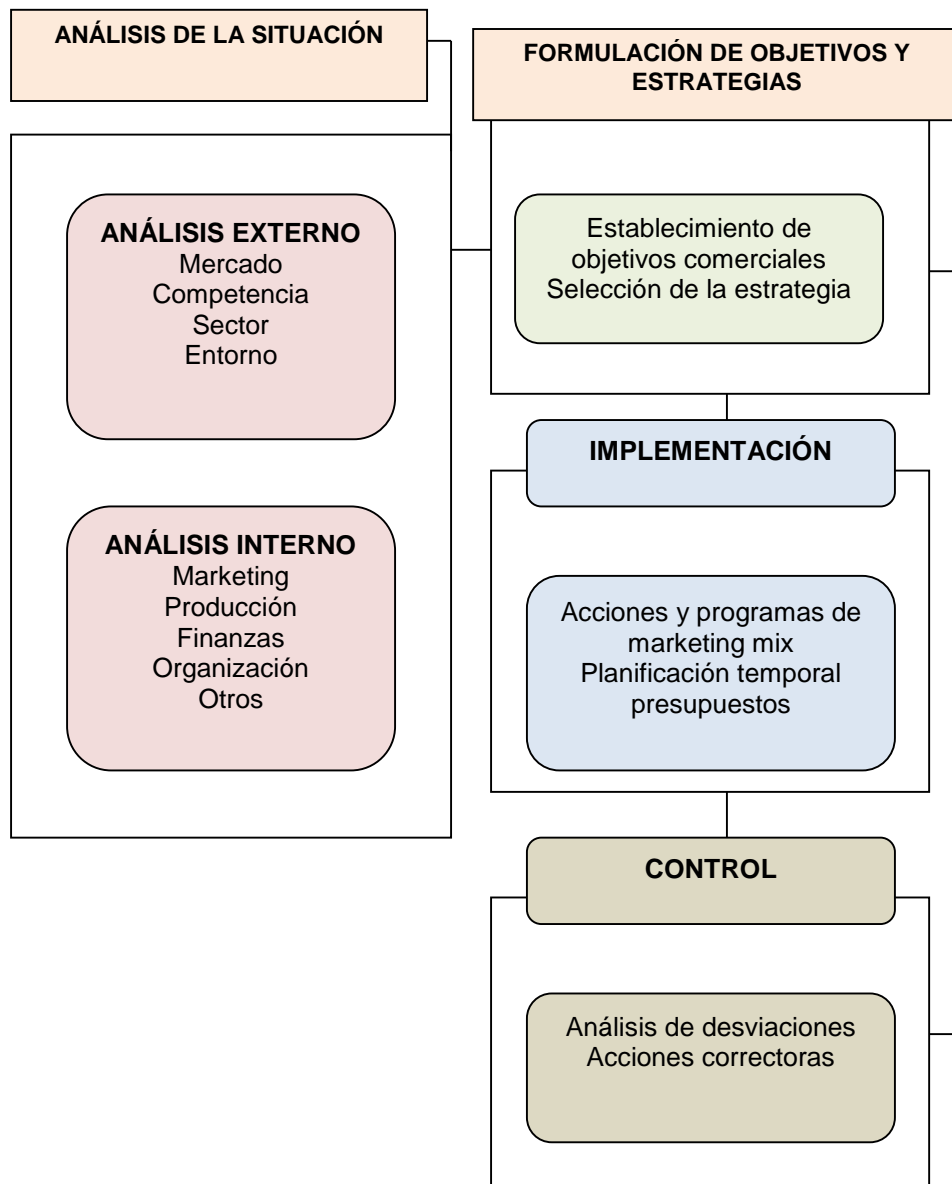 ANÁLISIS DE LA SITUACIÓN
ANÁLISIS EXTERNO
Mercado
Competencia
Sector
Entorno
ANÁLISIS INTERNO
Marketing
Producción
Finanzas
Organización
Otros
FORMULACIÓN DE OBJETIVOS Y
ESTRATEGIAS
Establecimiento de
objetivos comerciales
Selección de la estrategia
IMPLEMENTACIÓN
Acciones y programas de
marketing mix
Planificación temporal
presupuestos
CONTROL
Análisis de desviaciones
Acciones correctoras